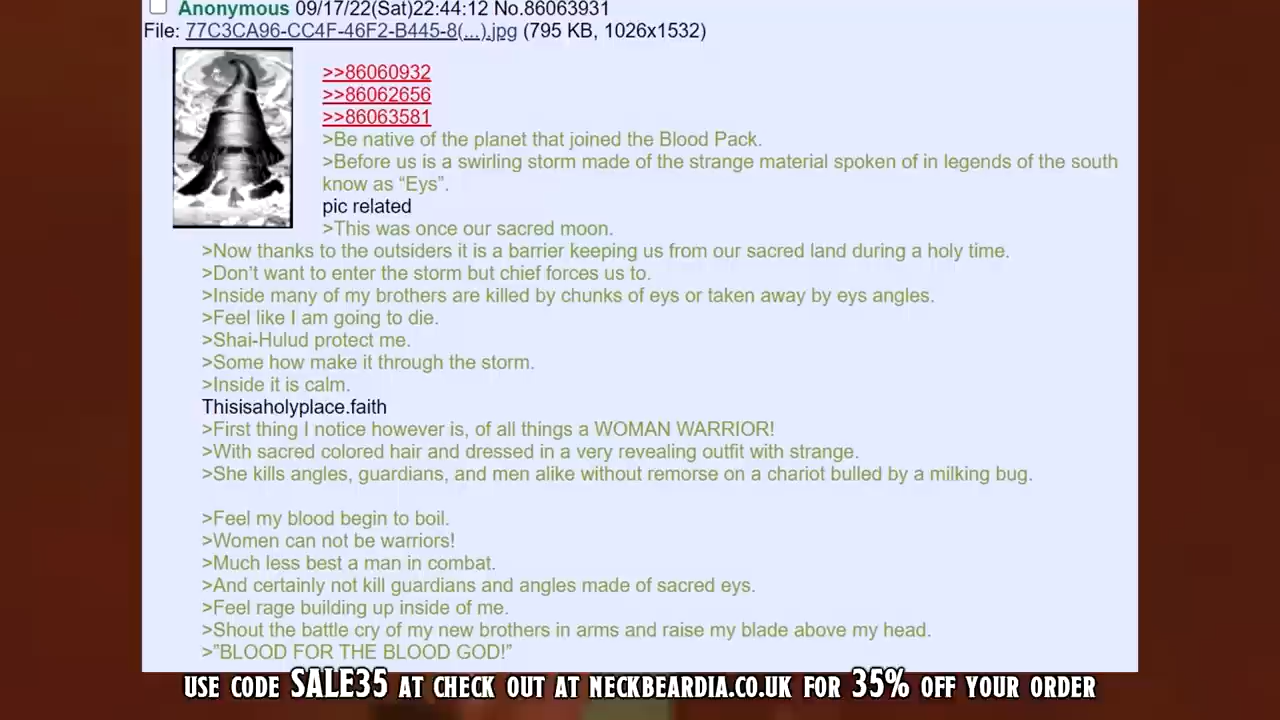 Anonymous 09/17/22(Sat)22:44:12 No.86063931
File: 77C3CA96-CC4F-46F2-B445-8(...).jpg (795 KB, 1026x1532)
>>86060932
>>86062656
>>86063581
>Be native of the planet that joined the Blood Pack.
>Before us is a swirling storm made of the strange material spoken of in legends of the south
know as “Eys”.
pic related
>This was once our sacred moon.
>Now thanks to the outsiders it is a barrier keeping us from our sacred land during a holy time.
>Don’t want to enter the storm but chief forces us to.
>Inside many of my brothers are killed by chunks of eys or taken away by eys angles.
>Feel like I am going to die.
>Shai-Hulud protect me.
>Some how make it through the storm.
>Inside it is calm.
Thisisaholyplace.faith
>First thing I notice however is, of all things a WOMAN WARRIOR!
>With sacred colored hair and dressed in a very revealing outfit with strange.
>She kills angles, guardians, and men alike without remorse on a chariot bulled by a milking bug.
>Feel my blood begin to boil.
>Women can not be warriors!
>Much less best a man in combat.
>And certainly not kill guardians and angles made of sacred eys.
>Feel rage building up inside of me.
>Shout the battle cry of my new brothers in arms and raise my blade above my head.
>”BLOOD FOR THE BLOOD GOD!”
USE CODE SALE35 AT CHECK OUT AT NECKBEARDIA.CO.UK FOR 35% OFF YOUR ORDER